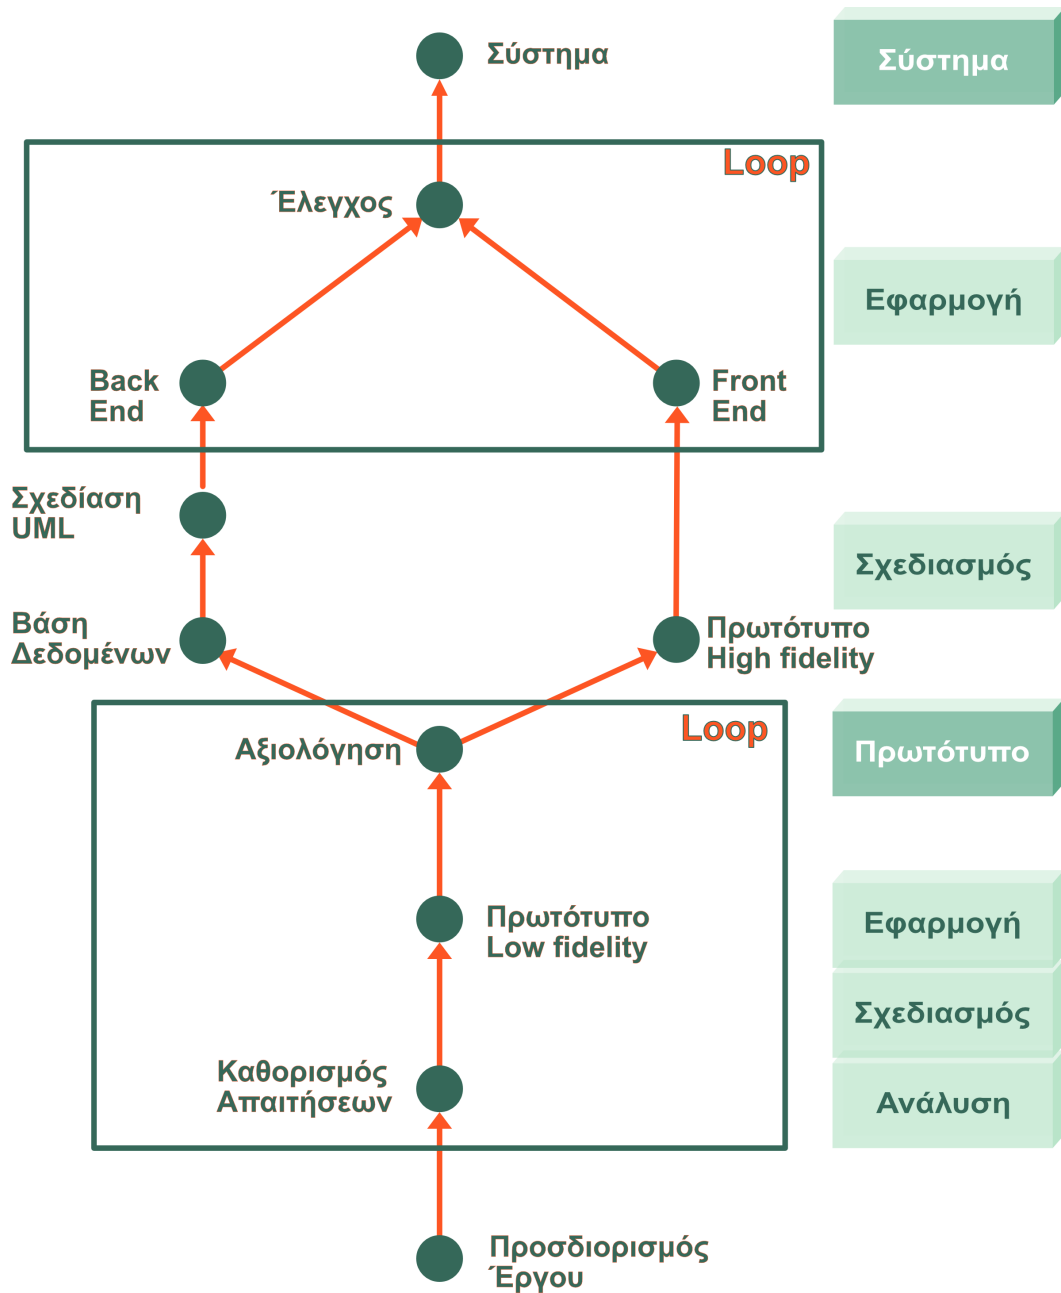 Σύστημα
Σύστημα
Loop
Έλεγχος
Εφαρμογή
Back
End
Front
End
Σχεδίαση
UML
Σχεδιασμός
Βάση
Δεδομένων
Πρωτότυπο
High fidelity
Loop
Αξιολόγηση
Πρωτότυπο
Πρωτότυπο
Low fidelity
Εφαρμογή
Σχεδιασμός
Καθορισμός
Απαιτήσεων
Ανάλυση
Προσδιορισμός
Έργου